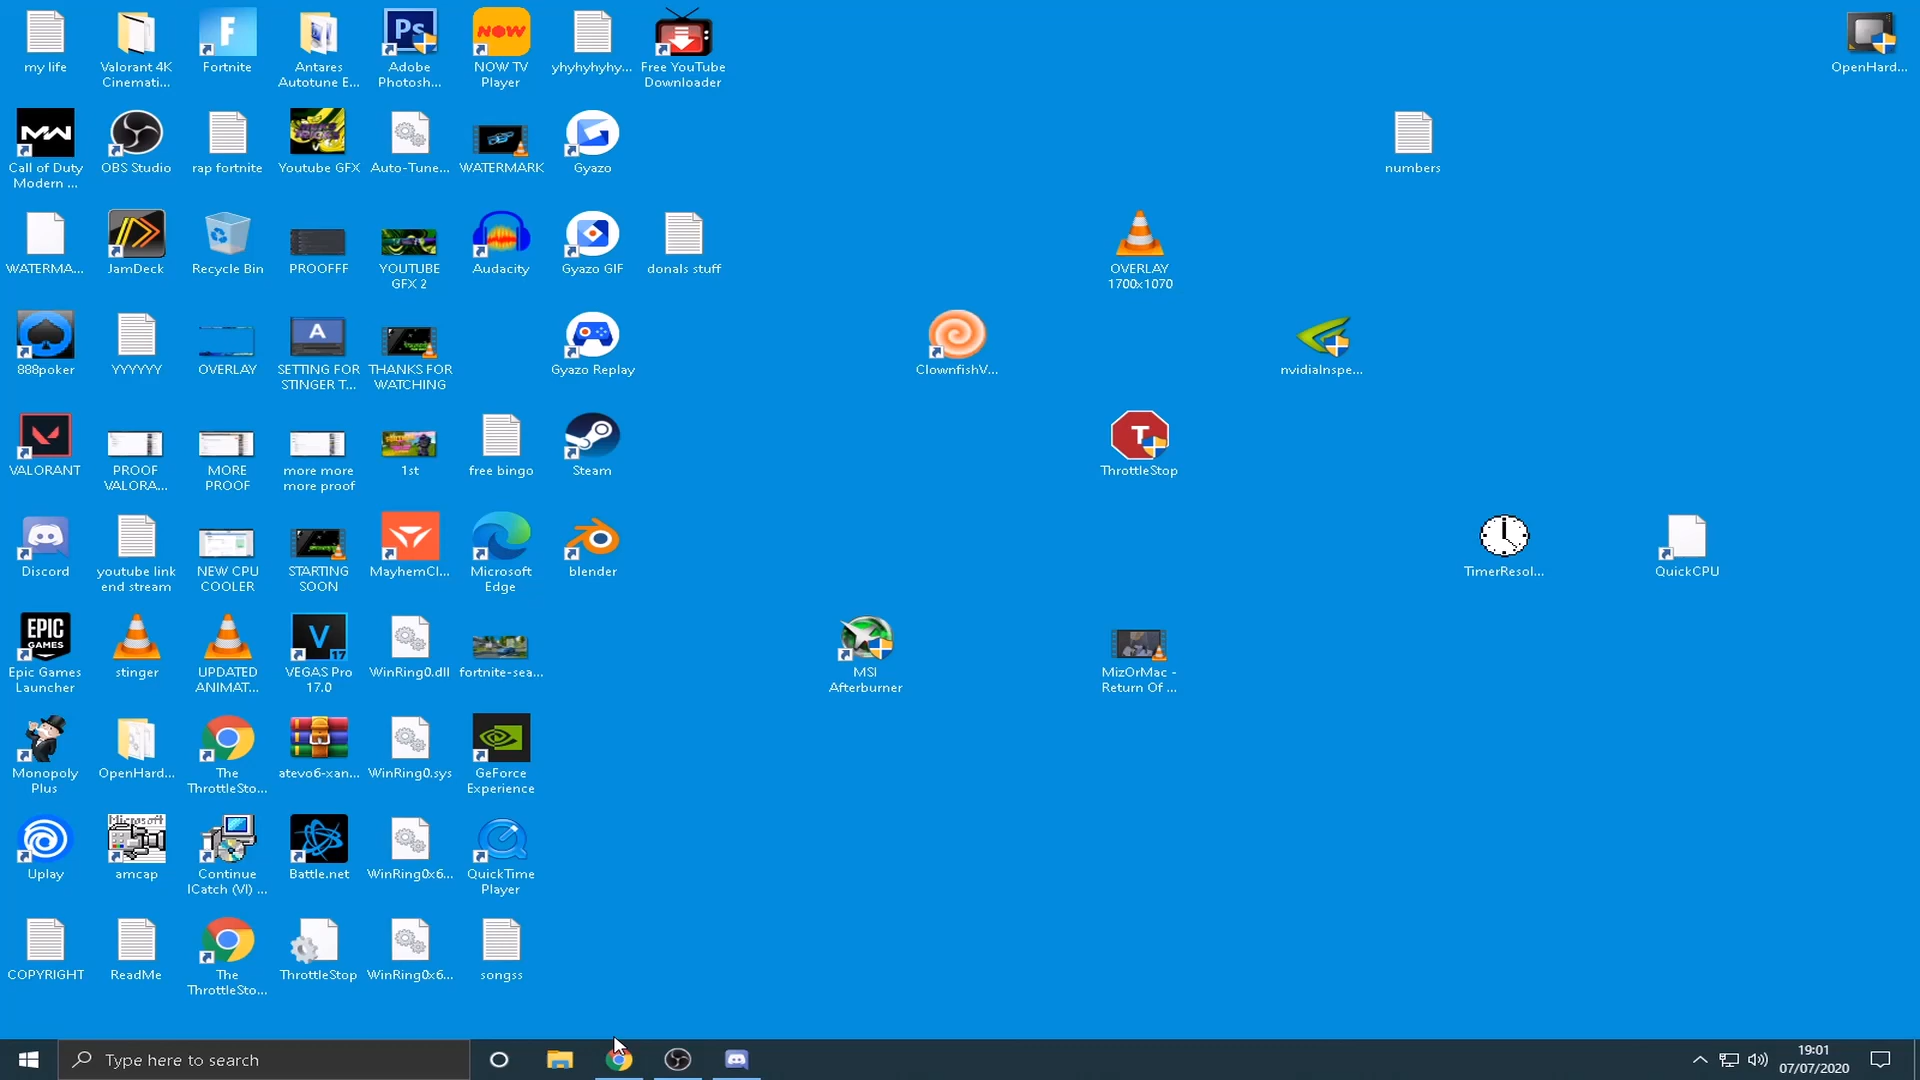 my life
Valorant 4K
Cinemati...
Fortnite
Antares
Autotune E...
Adobe
Photosh...
NOW TV
Player
yhyhyhyhy...
Free YouTube
Downloader
OpenHard...
Call of Duty
Modern ...
OBS Studio
rap fortnite
Youtube GFX
Auto-Tune...
WATERMARK
Gyazo
numbers
WATERMA...
JamDeck
Recycle Bin
PROOFFF
YOUTUBE
GFX 2
Audacity
Gyazo GIF
donals stuff
OVERLAY
1700x1070
888poker
YYYYYY
OVERLAY
SETTING FOR
STINGER T...
THANKS FOR
WATCHING
Gyazo Replay
ClownfishV...
nvidiaInspe...
VALORANT
PROOF
VALORA...
MORE
PROOF
more more
more proof
1st
free bingo
Steam
ThrottleStop
Discord
youtube link
end stream
NEW CPU
COOLER
STARTING
SOON
MayhemCl...
Microsoft
Edge
blender
TimerResol...
QuickCPU
Epic Games
Launcher
stinger
UPDATED
ANIMAT...
VEGAS Pro
17.0
WinRing0.dll
fortnite-sea...
MSI
Afterburner
MizOrMac -
Return Of ...
Monopoly
Plus
OpenHard...
The
ThrottleSto...
atevo6-xan...
WinRing0.sys
GeForce
Experience
Uplay
amcap
Continue
ICatch (VI) ...
Battle.net
WinRing0x6...
QuickTime
Player
COPYRIGHT
ReadMe
The
ThrottleSto...
ThrottleStop
WinRing0x6...
songss
Type here to search
19:01
07/07/2020
Ps
NOW
MW
A
T
EPIC
GAMES
V
17
Microsoft